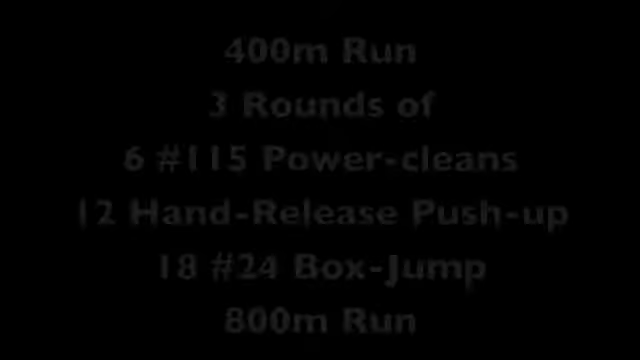 400m Run
3 Rounds of
6 #115 Power-cleans
12 Hand-Release Push-up
18 #24 Box-Jump
800m Run